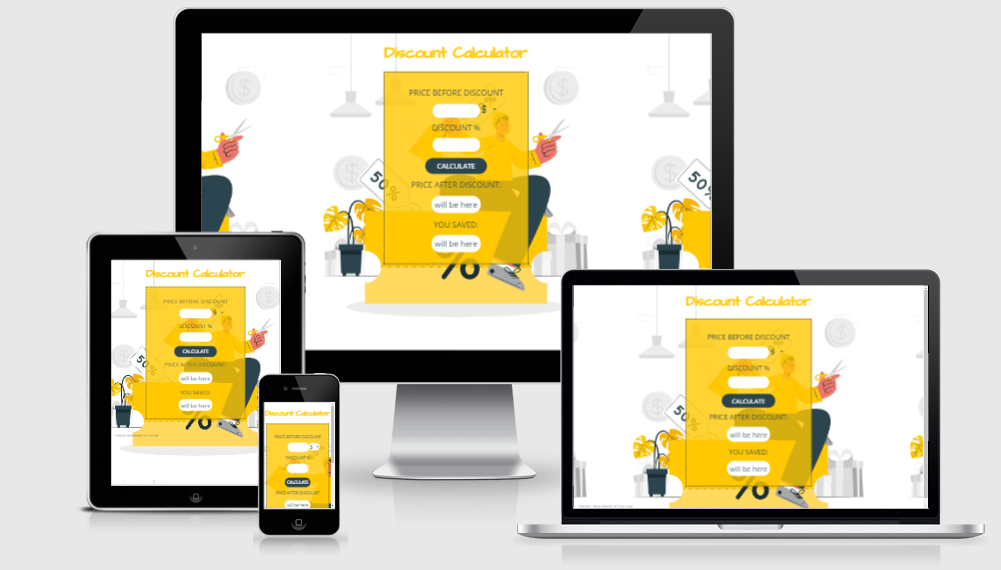 Discount Calculator
PRICE BEFORE DISCOUNT
$
DISCOUNT %
CALCULATE
PRICE AFTER DISCOUNT:
will be here
YOU SAVED:
will be here
50%
50%
%
Discount Calculator
PRICE BEFORE DISCOUNT
$
DISCOUNT %
CALCULATE
PRICE AFTER DISCOUNT:
will be here
YOU SAVED:
will be here
50%
%
Discount Calculator
PRICE BEFORE DISCOUNT
$
DISCOUNT %
CALCULATE
PRICE AFTER DISCOUNT:
will be here
Discount Calculator
PRICE BEFORE DISCOUNT
$
DISCOUNT %
CALCULATE
PRICE AFTER DISCOUNT:
will be here
YOU SAVED:
will be here
50%
%